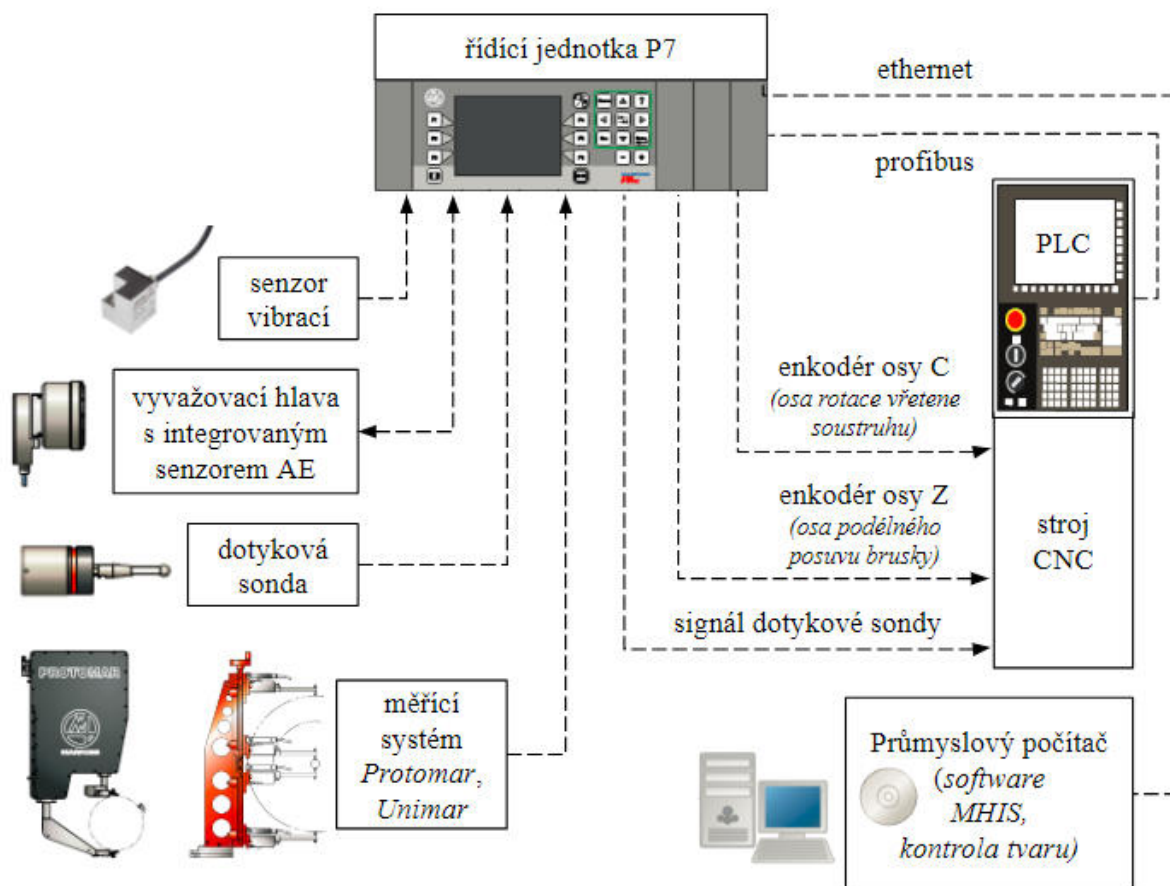 řídící jednotka P7
ethernet
profibus
PLC
senzor
vibrací
vyvažovací hlava
s integrovaným
senzorem AE
enkodér osy C
(osa rotace vřetene
soustruhu)
dotyková
sonda
enkodér osy Z
(osa podélného
posuvu brusky)
stroj
CNC
signál dotykové sondy
PROTOMAR
měřící
systém
Protomar,
Unimar
Průmyslový počítač
(software
MHIS,
kontrola tvaru)